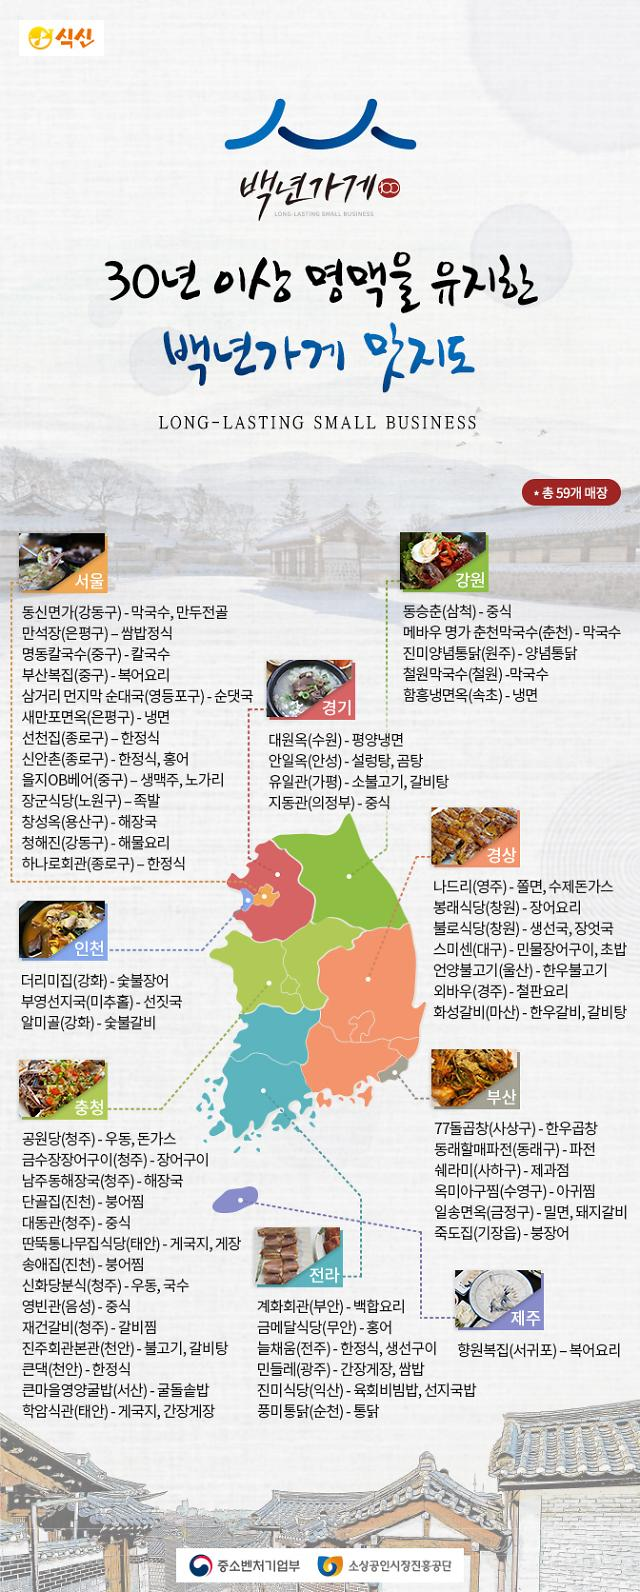 식신
백년가게 100
LONG-LASTING SMALL BUSINESS
30년 이상 명맥을 유지한
백년가게 맛지도
LONG-LASTING SMALL BUSINESS
* 총 59개 매장
서울
동신면가(강동구) - 막국수, 만두전골
만석장(은평구) – 쌈밥정식
명동칼국수(중구) - 칼국수
부산복집(중구) - 복어요리
삼거리 먼지막 순대국(영등포구) - 순댓국
새만포면옥(은평구) - 냉면
선천집(종로구) – 한정식
신안촌(종로구) - 한정식, 홍어
을지OB베어(중구) – 생맥주, 노가리
장군식당(노원구) – 족발
창성옥(용산구) - 해장국
청해진(강동구) - 해물요리
하나로회관(종로구) – 한정식
강원
동승춘(삼척) - 중식
메바우 명가 춘천막국수(춘천) - 막국수
진미양념통닭(원주) - 양념통닭
철원막국수(철원) -막국수
함흥냉면옥(속초) - 냉면
경기
대원옥(수원) - 평양냉면
안일옥(안성) - 설렁탕, 곰탕
유일관(가평) - 소불고기, 갈비탕
지동관(의정부) - 중식
경상
나드리(영주) - 쫄면, 수제돈가스
봉래식당(창원) - 장어요리
불로식당(창원) - 생선국, 장엇국
스미센(대구) - 민물장어구이, 초밥
언양불고기(울산) - 한우불고기
외바우(경주) - 철판요리
화성갈비(마산) - 한우갈비, 갈비탕
인천
더리미집(강화) - 숯불장어
부영선지국(미추홀) - 선짓국
알미골(강화) - 숯불갈비
충청
공원당(청주) - 우동, 돈가스
금수장장어구이(청주) - 장어구이
남주동해장국(청주) - 해장국
단골집(진천) - 붕어찜
대동관(청주) - 중식
딴뚝통나무집식당(태안) - 게국지, 게장
송애집(진천) - 붕어찜
신화당분식(청주) - 우동, 국수
영빈관(음성) - 중식
재건갈비(청주) - 갈비찜
진주회관본관(천안) - 불고기, 갈비탕
큰댁(천안) - 한정식
큰마을영양굴밥(서산) - 굴돌솥밥
학암식관(태안) - 게국지, 간장게장
부산
77돌곱창(사상구) - 한우곱창
동래할매파전(동래구) - 파전
쉐라미(사하구) - 제과점
옥미아구찜(수영구) - 아귀찜
일송면옥(금정구) - 밀면, 돼지갈비
죽도집(기장읍) - 붕장어
전라
계화회관(부안) - 백합요리
금메달식당(무안) - 홍어
늘채움(전주) - 한정식, 생선구이
민들레(광주) - 간장게장, 쌈밥
진미식당(익산) - 육회비빔밥, 선지국밥
풍미통닭(순천) - 통닭
제주
향원복집(서귀포) – 복어요리
중소벤처기업부
소상공인시장진흥공단